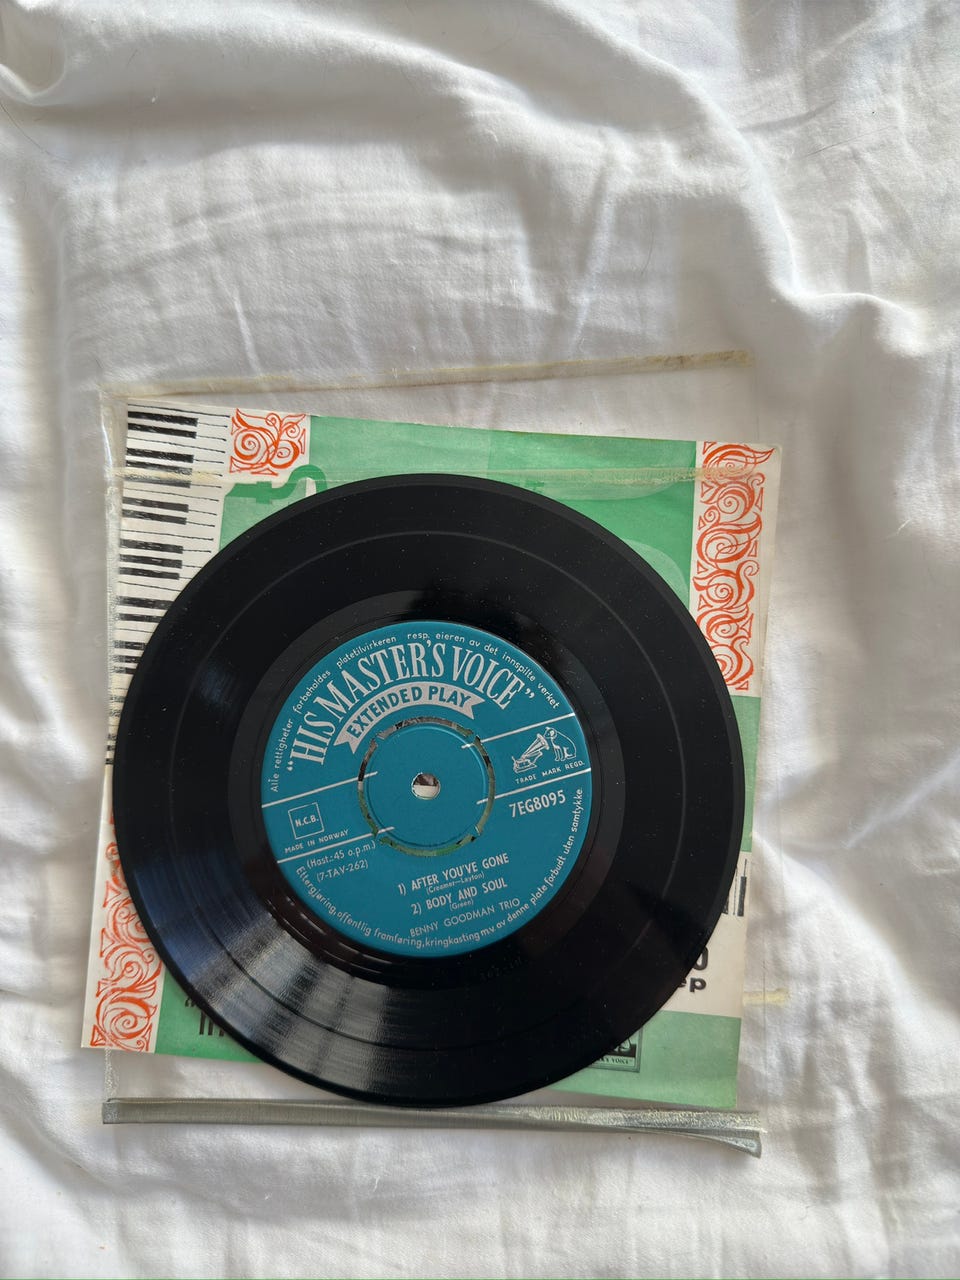 Alle rettigheter forbeholdes platetilvirkeren resp. eieren av det innspilte verket
"HIS MASTER'S VOICE"
EXTENDED PLAY
TRADE MARK REGD.
N.C.B.
MADE IN NORWAY
7EG8095
(Hast.:45 o.p.m.)
(7-TAV-262)
1) AFTER YOU'VE GONE
(Creamer—Layton)
2) BODY AND SOUL
(Green)
BENNY GOODMAN TRIO
Ettergjøring, offentlig framføring, kringkasting m.v. av denne plate forbudt uten samtykke.